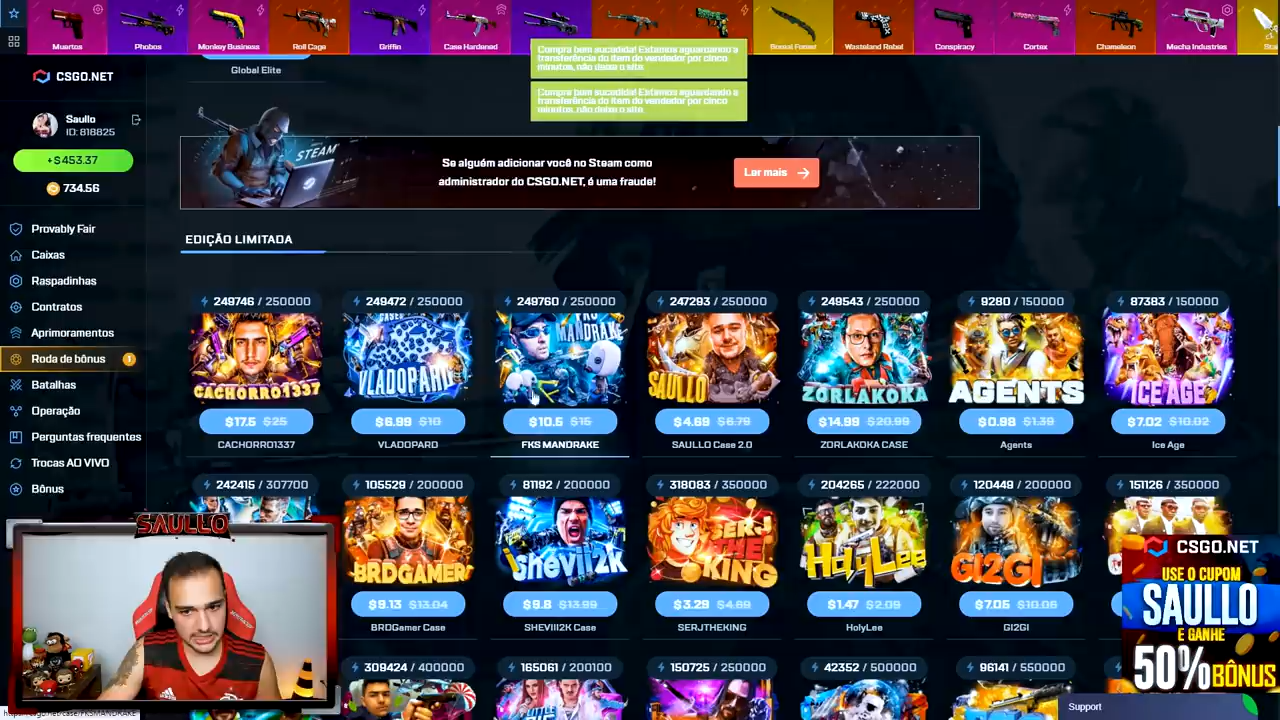 Muertos
Phobos
Monkey Business
Roll Cage
Griffin
Case Hardened
Boreal Forest
Wasteland Rebel
Conspiracy
Cortex
Chameleon
Mecha Industries
CSGO.NET
Global Elite
Compra bem sucedida! Estamos aguardando a
transferência do item do vendedor por cinco
minutos, não deixe o site
Compra bem sucedida! Estamos aguardando a
transferência do item do vendedor por cinco
minutos, não deixe o site
Saullo
ID: 818825
+$453.37
734.56
STEAM
Se alguém adicionar você no Steam como
administrador do CSGO.NET, é uma fraude!
Ler mais
Provably Fair
Caixas
Raspadinhas
Contratos
Aprimoramentos
Roda de bônus
1
Batalhas
Operação
Perguntas frequentes
Trocas AO VIVO
Bônus
EDIÇÃO LIMITADA
249746 / 250000
249472 / 250000
249760 / 250000
247293 / 250000
249543 / 250000
9280 / 150000
87383 / 150000
CACHORRO1337
VLADOPARD
MANDRAKE
SAULLO
ZORLAKOKA
AGENTS
ICE AGE
$17.5 $25
$6.99 $10
$10.5 $15
$4.69 $6.79
$14.99 $20.99
$0.98 $1.39
$7.02 $10.02
CACHORRO1337
VLADOPARD
FKS MANDRAKE
SAULLO Case 2.0
ZORLAKOKA CASE
Agents
Ice Age
242415 / 307700
105529 / 200000
81192 / 200000
318083 / 350000
204265 / 222000
120449 / 200000
151126 / 350000
BRDGAMER
SHEVII2K
SERJ THE KING
HolyLee
GI2GI
$9.13 $13.04
$9.8 $13.99
$3.29 $4.69
$1.47 $2.09
$7.05 $10.06
BRDGamer Case
SHEVII2K Case
SERJTHEKING
HolyLee
GI2GI
309424 / 400000
165061 / 200100
150725 / 250000
42352 / 500000
96141 / 550000
SAULLO
CSGO.NET
USE O CUPOM
SAULLO
E GANHE
50% BÔNUS
Support